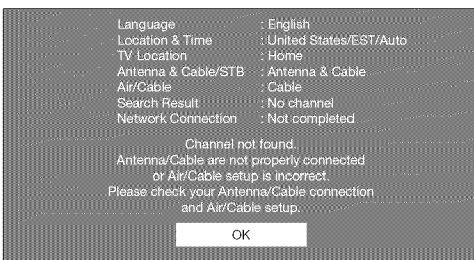 Language : English
Location & Time : United States/EST/Auto
TV Location : Home
Antenna & Cable/STB : Antenna & Cable
Air/Cable : Cable
Search Result : No channel
Network Connection : Not completed
Channel not found.
Antenna/Cable are not properly connected
or Air/Cable setup is incorrect.
Please check your Antenna/Cable connection
and Air/Cable setup.
OK